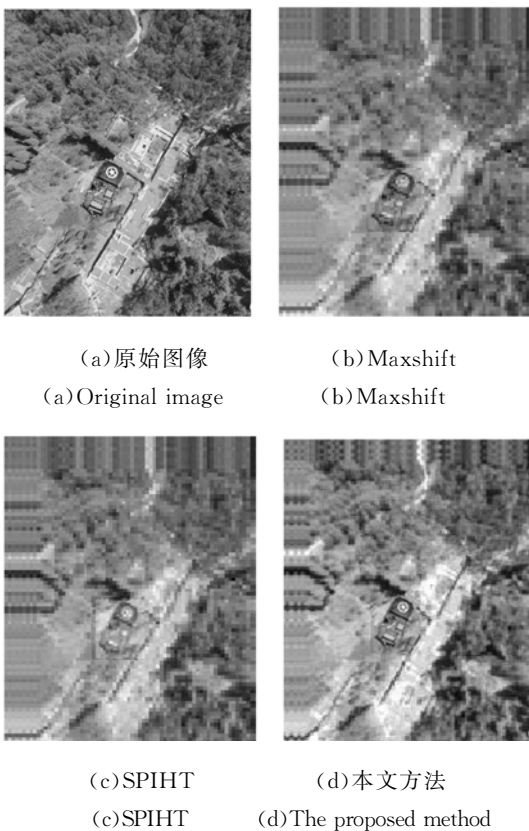 (a)原始图像 (b)Maxshift
(a)Original image (b)Maxshift
(c)SPIHT (d)本文方法
(c)SPIHT (d)The proposed method